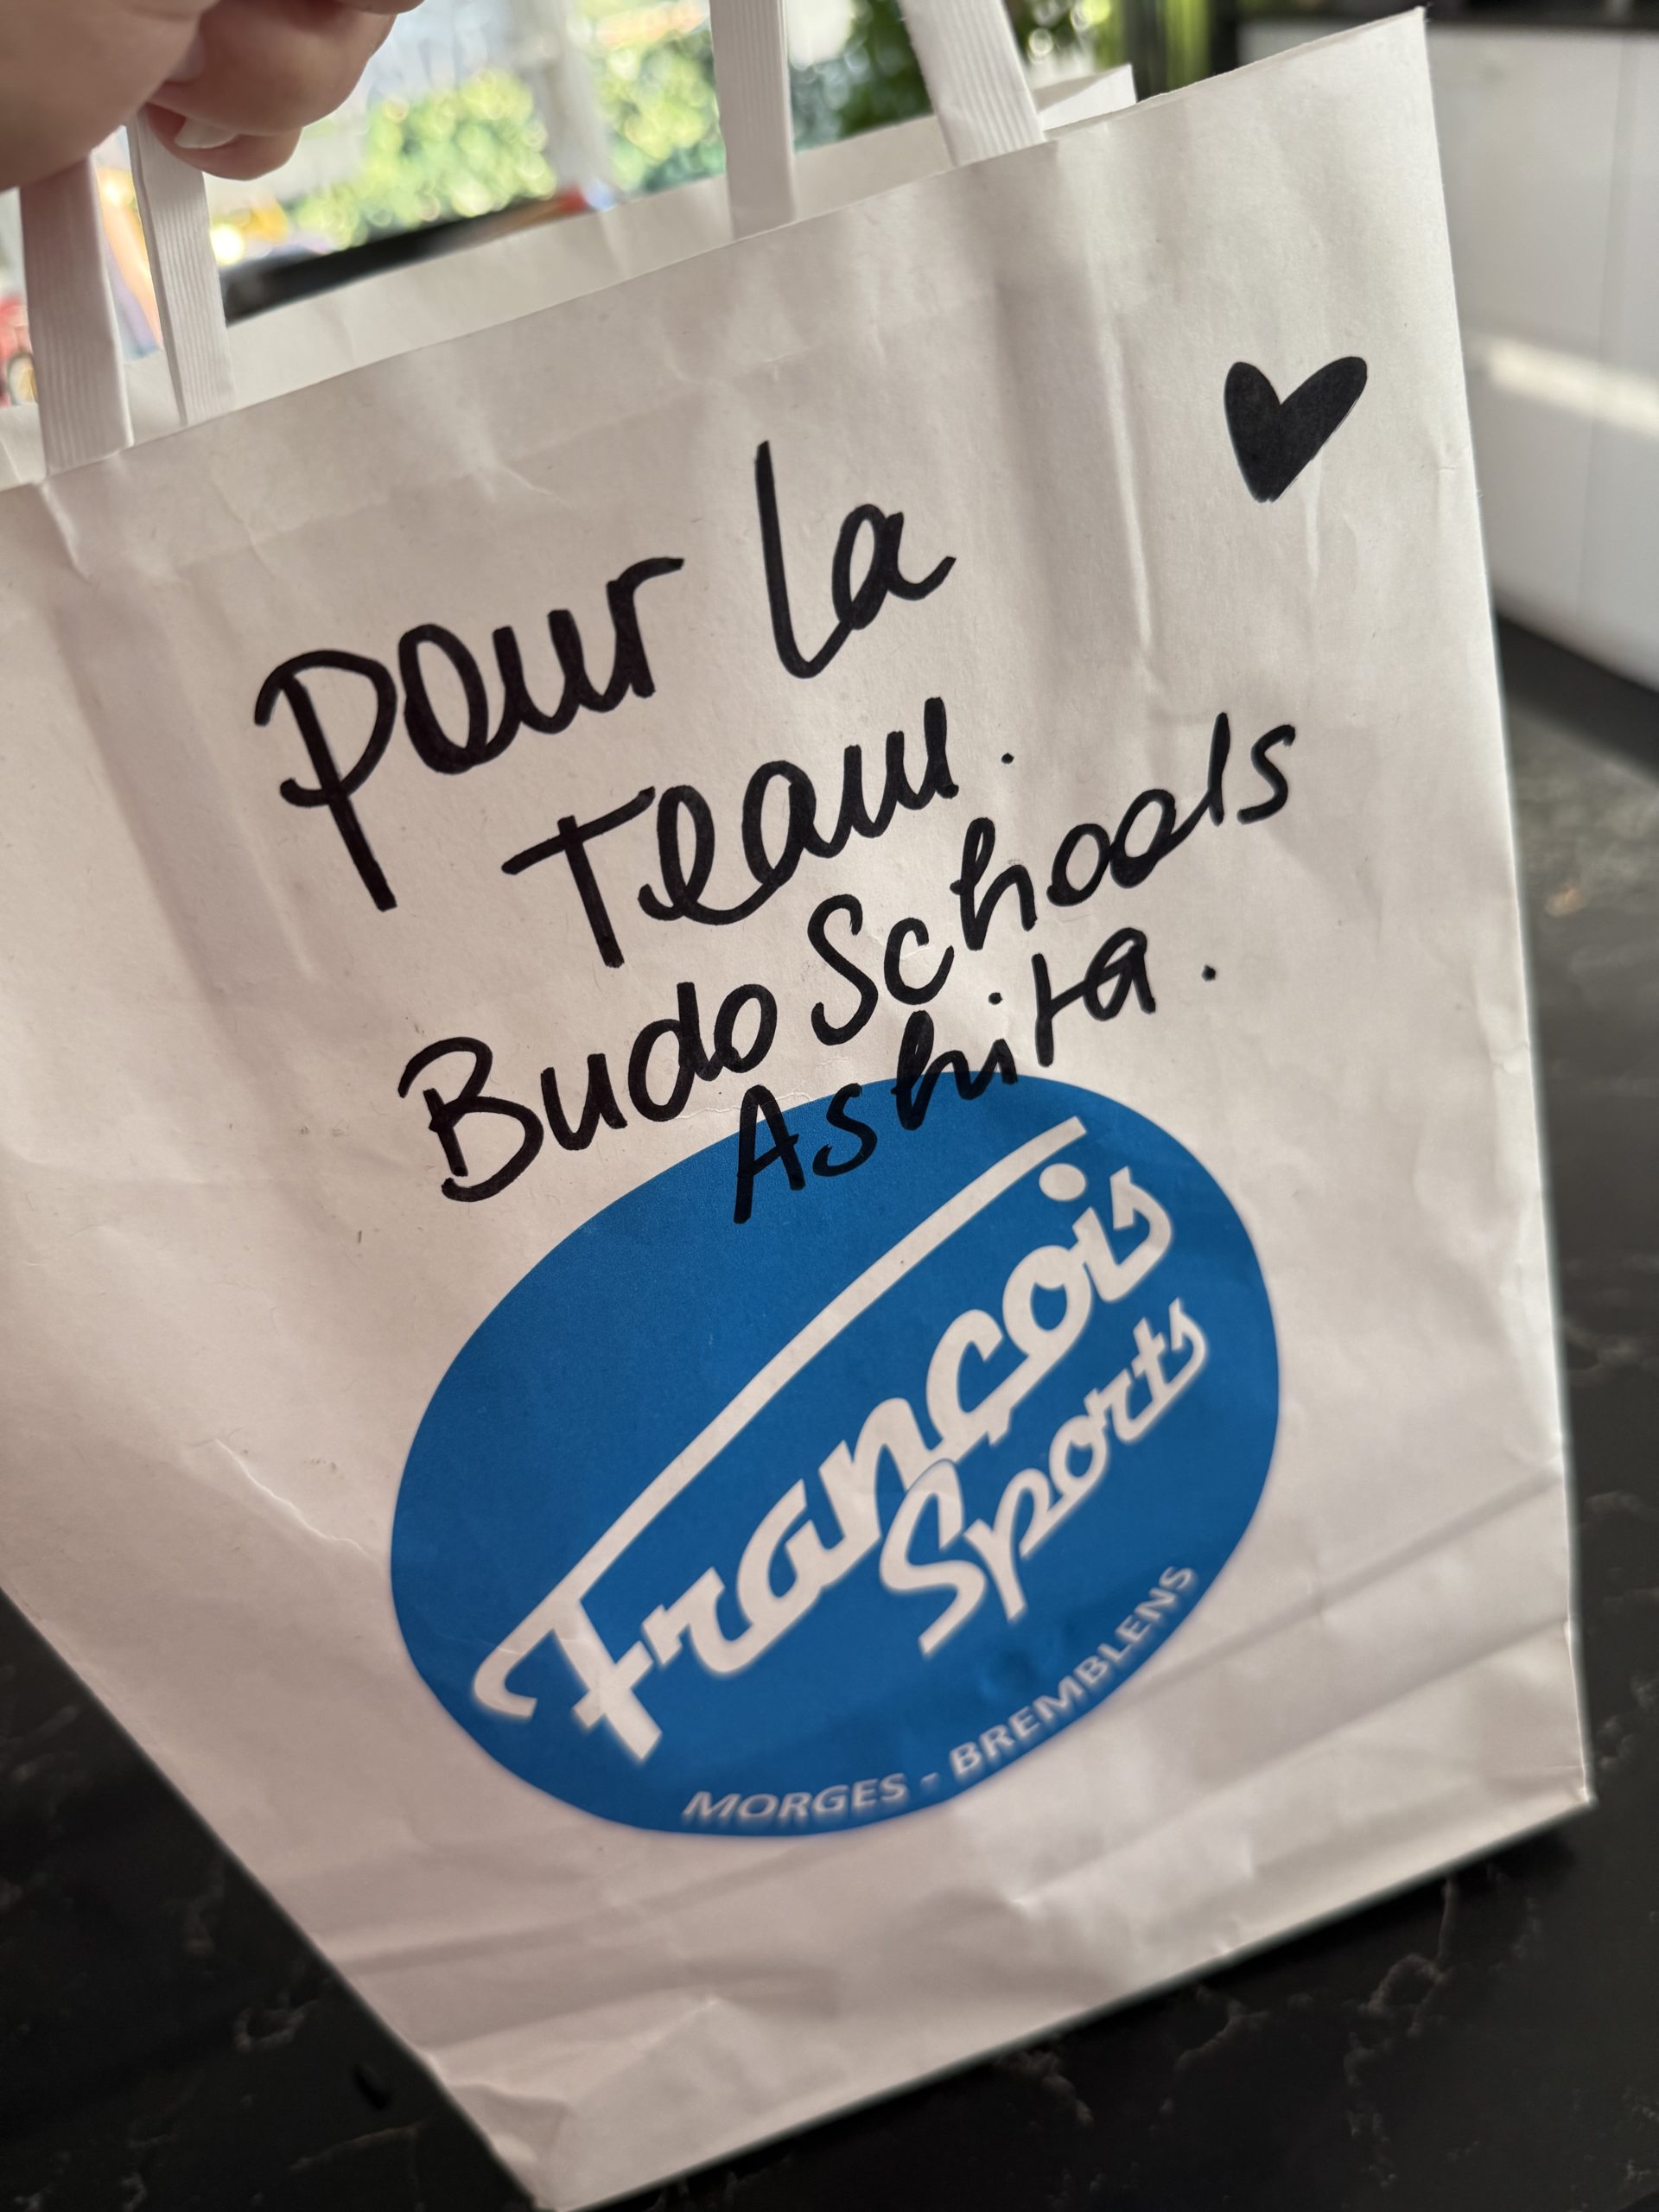 Pour la
Team.
Budo Schools
Ashita.
François
Sports
MORGES - BREMBLENS